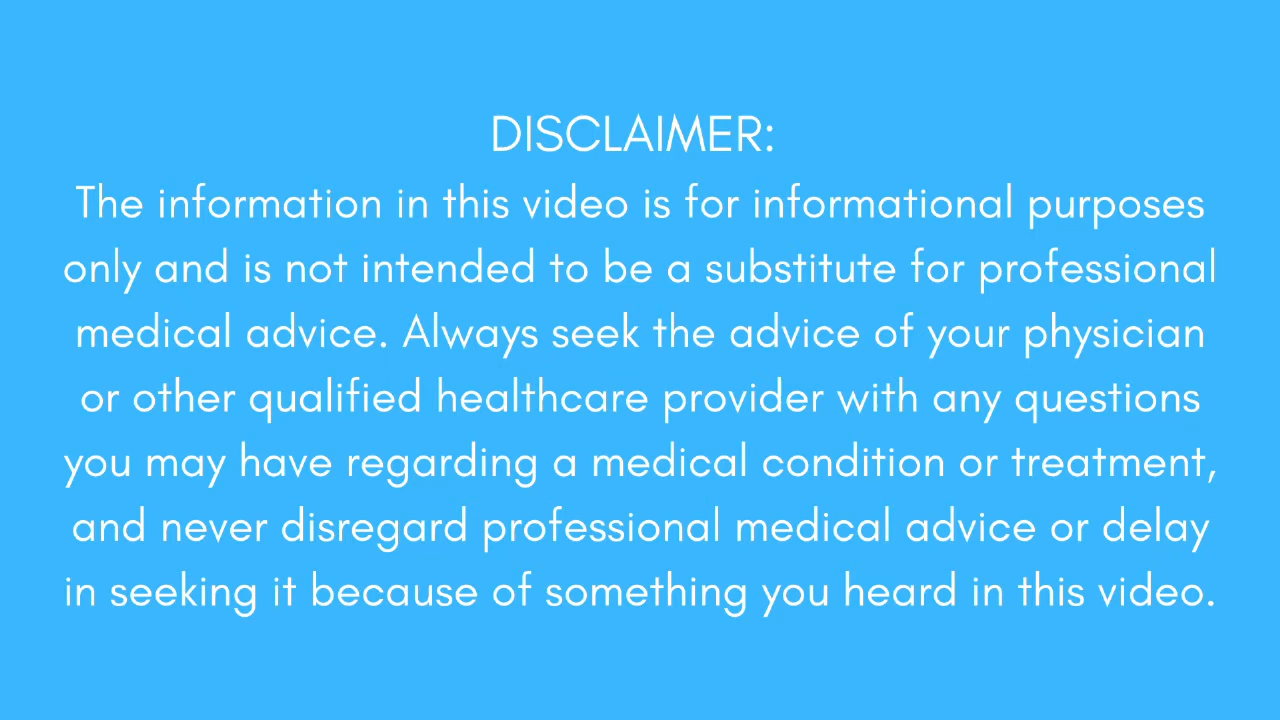 DISCLAIMER:
The information in this video is for informational purposes
only and is not intended to be a substitute for professional
medical advice. Always seek the advice of your physician
or other qualified healthcare provider with any questions
you may have regarding a medical condition or treatment,
and never disregard professional medical advice or delay
in seeking it because of something you heard in this video.